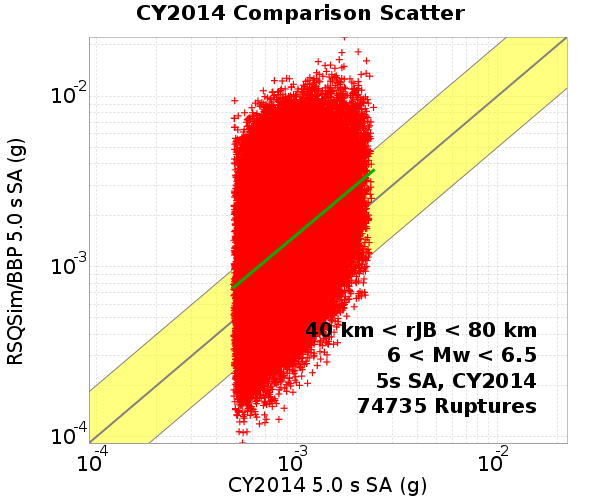 CY2014 Comparison Scatter
RSQSim/BBP 5.0 s SA (g)
10^-2
10^-3
10^-4
40 km < rJB < 80 km
6 < Mw < 6.5
5s SA, CY2014
74735 Ruptures
10^-4 10^-3 10^-2
CY2014 5.0 s SA (g)